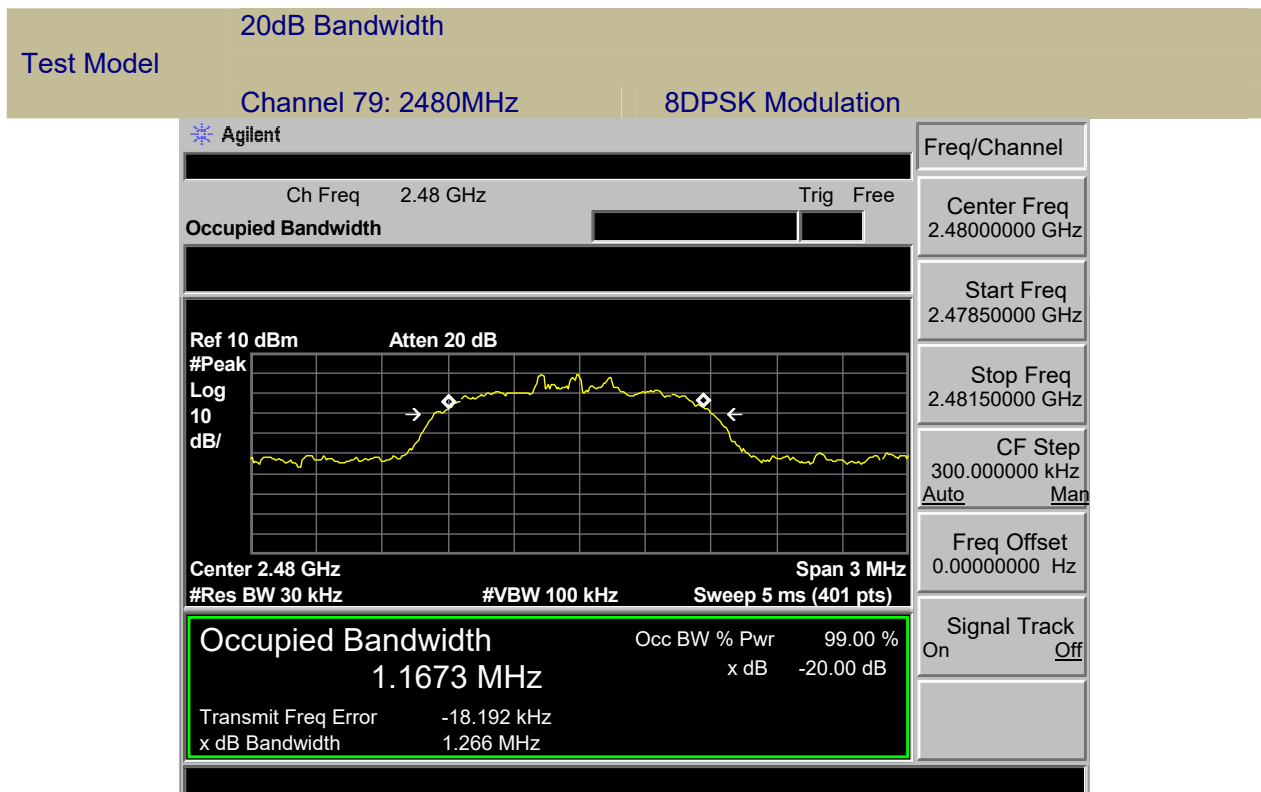 20dB Bandwidth
Test Model
Channel 79: 2480MHz 8DPSK Modulation
Agilent
Freq/Channel
Ch Freq 2.48 GHz Trig Free
Occupied Bandwidth
Center Freq
2.48000000 GHz
Start Freq
2.47850000 GHz
Stop Freq
2.48150000 GHz
CF Step
300.000000 kHz
Auto Man
Freq Offset
0.00000000 Hz
Signal Track
On Off
Ref 10 dBm Atten 20 dB
#Peak
Log
10
dB/
Center 2.48 GHz Span 3 MHz
#Res BW 30 kHz #VBW 100 kHz Sweep 5 ms (401 pts)
Occupied Bandwidth Occ BW % Pwr 99.00 %
1.1673 MHz x dB -20.00 dB
Transmit Freq Error -18.192 kHz
x dB Bandwidth 1.266 MHz